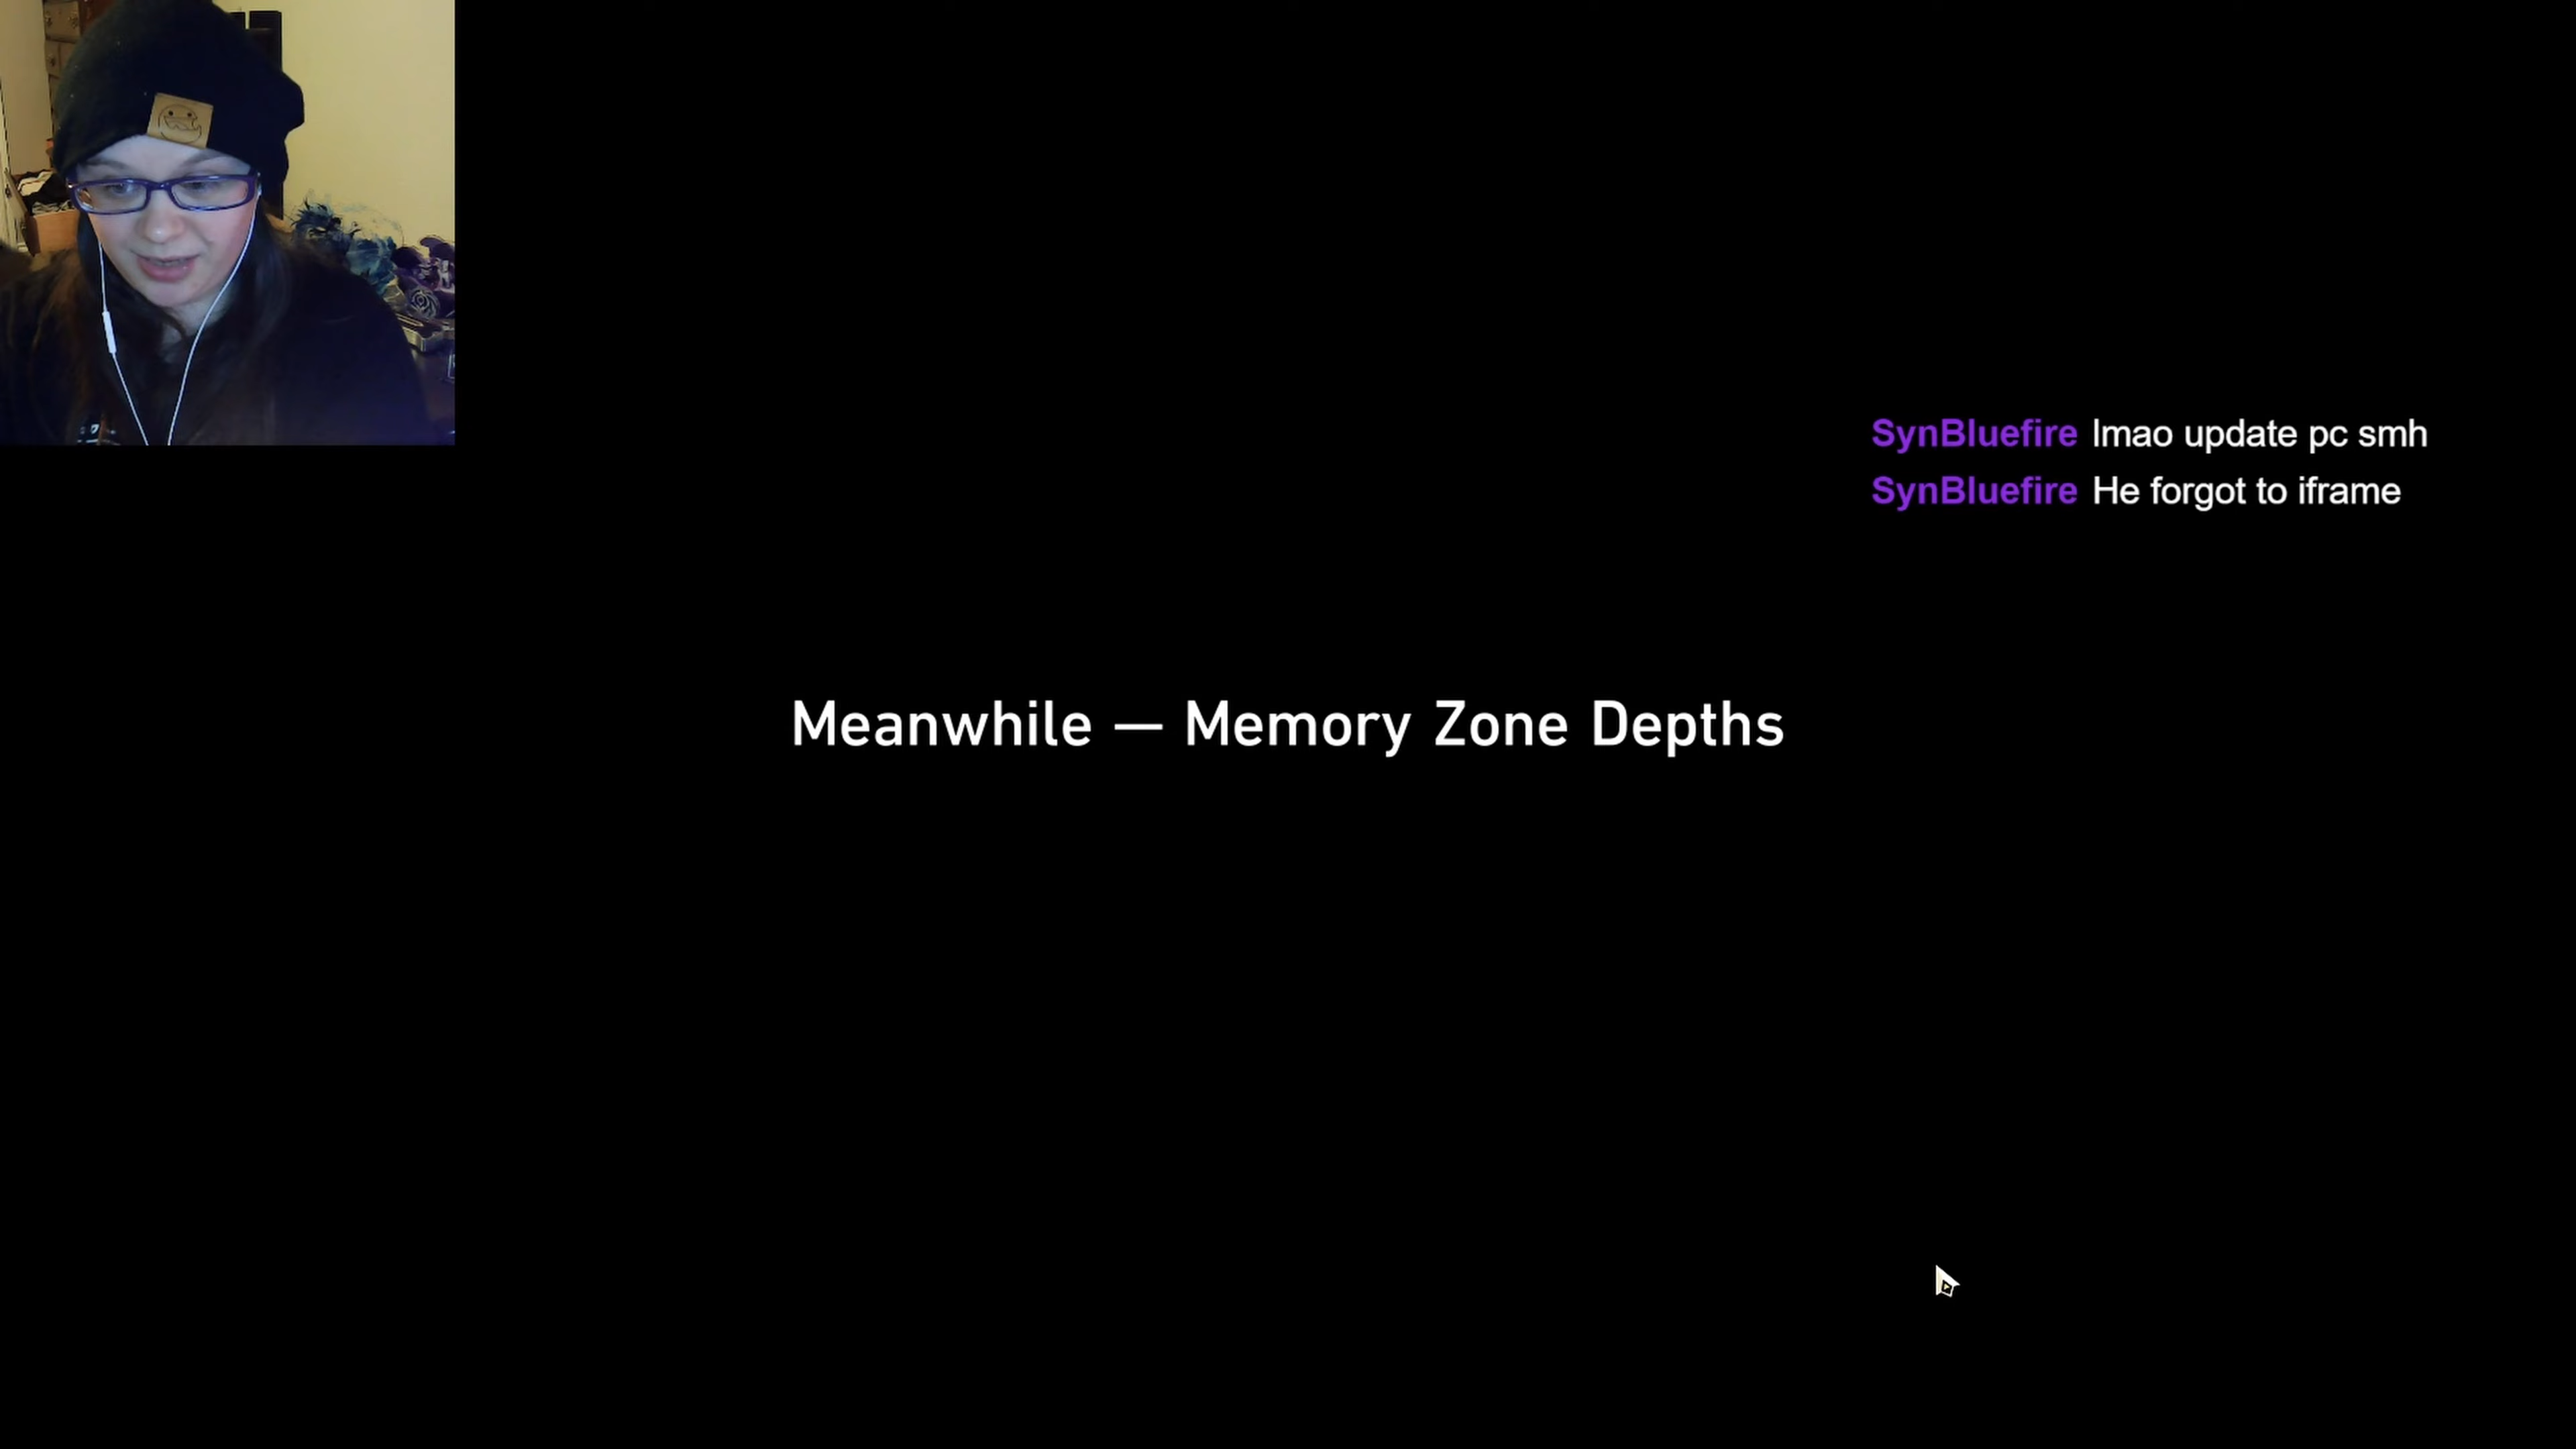 SynBluefire lmao update pc smh
SynBluefire He forgot to iframe
Meanwhile — Memory Zone Depths